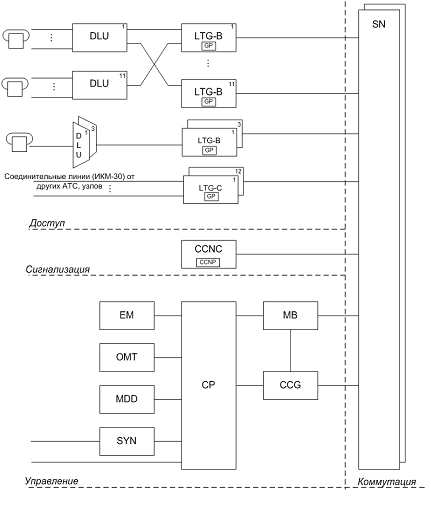 SN
DLU
1
LTG-B
1
GP
DLU
11
LTG-B
11
GP
D
L
U
1
3
LTG-B
1
3
GP
Соединительные линии (ИКМ-30) от
других АТС, узлов
LTG-C
1
12
GP
Доступ
CCNC
CCNP
Сигнализация
EM
MB
OMT
CP
CCG
MDD
SYN
Управление
Коммутация